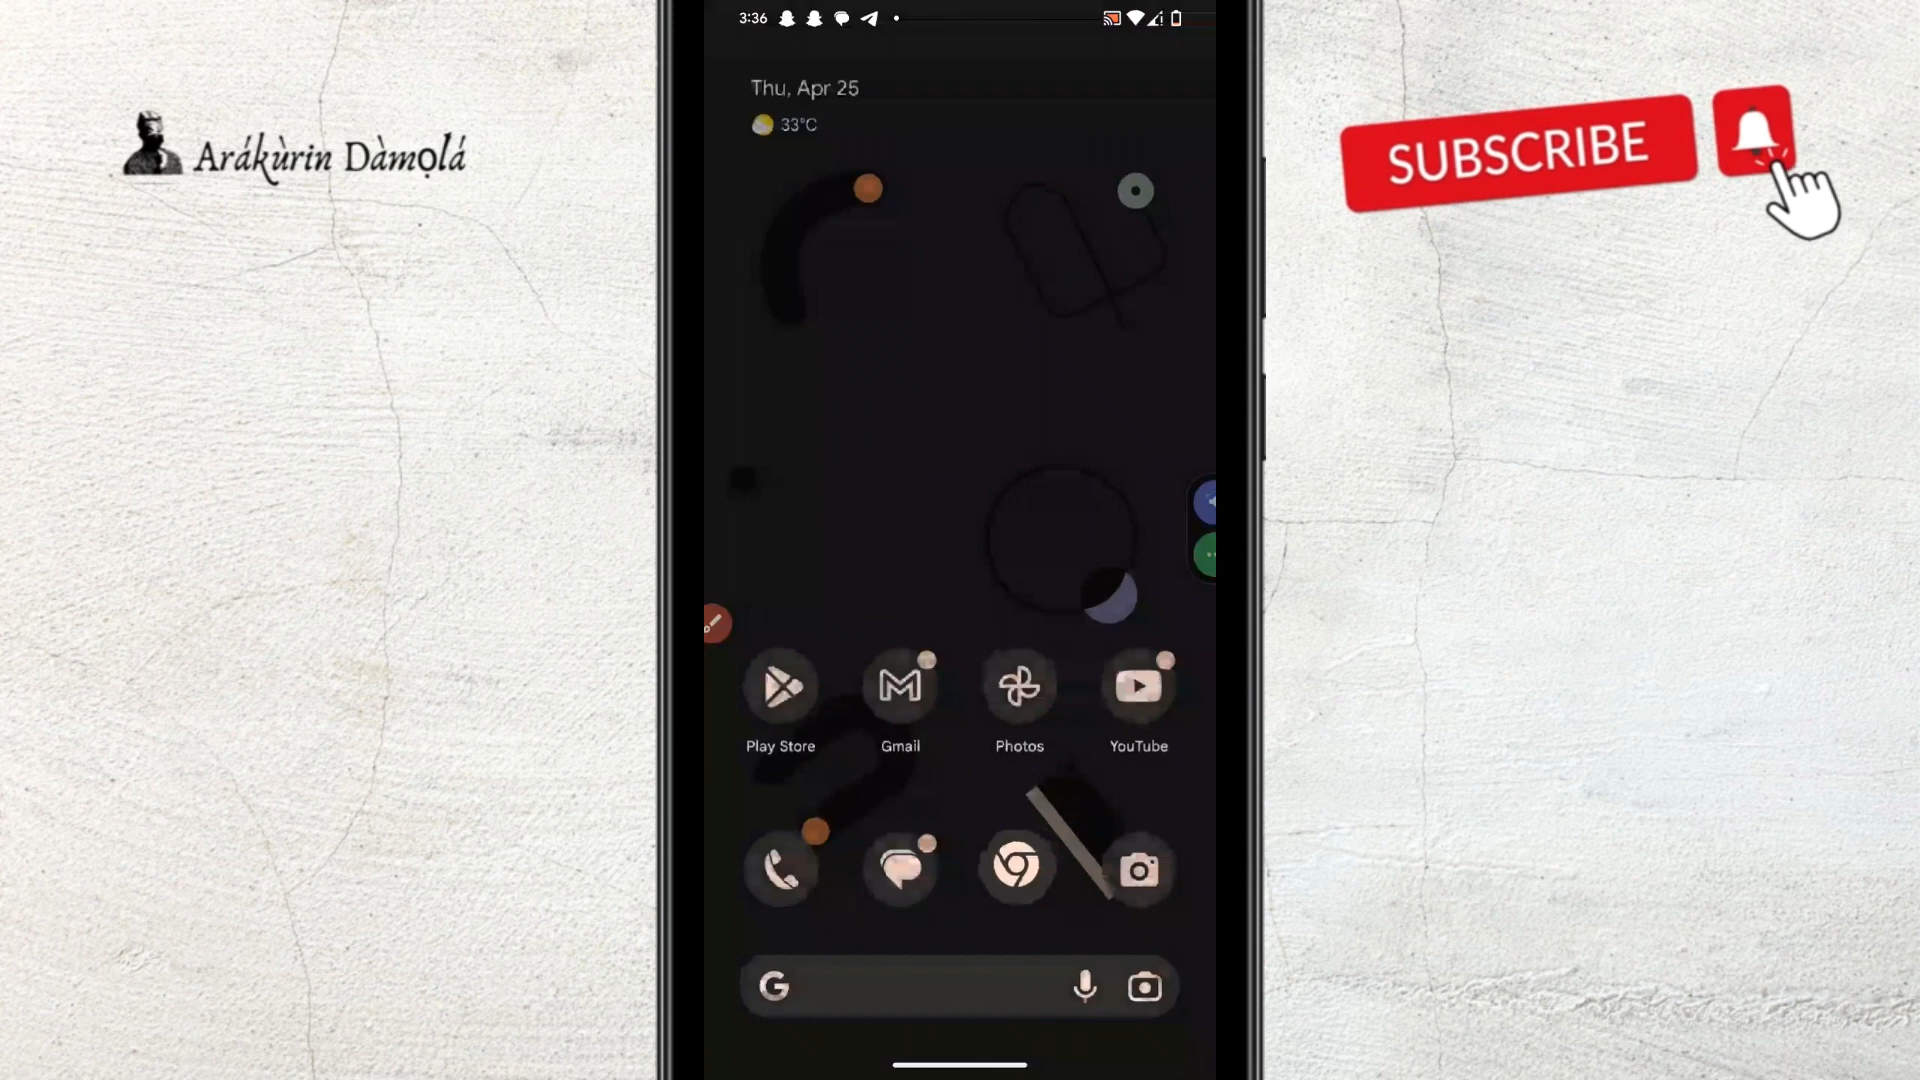 3:36
Thu, Apr 25
33°C
Arákùrin Dàmọlá
SUBSCRIBE
Play Store
Gmail
Photos
YouTube